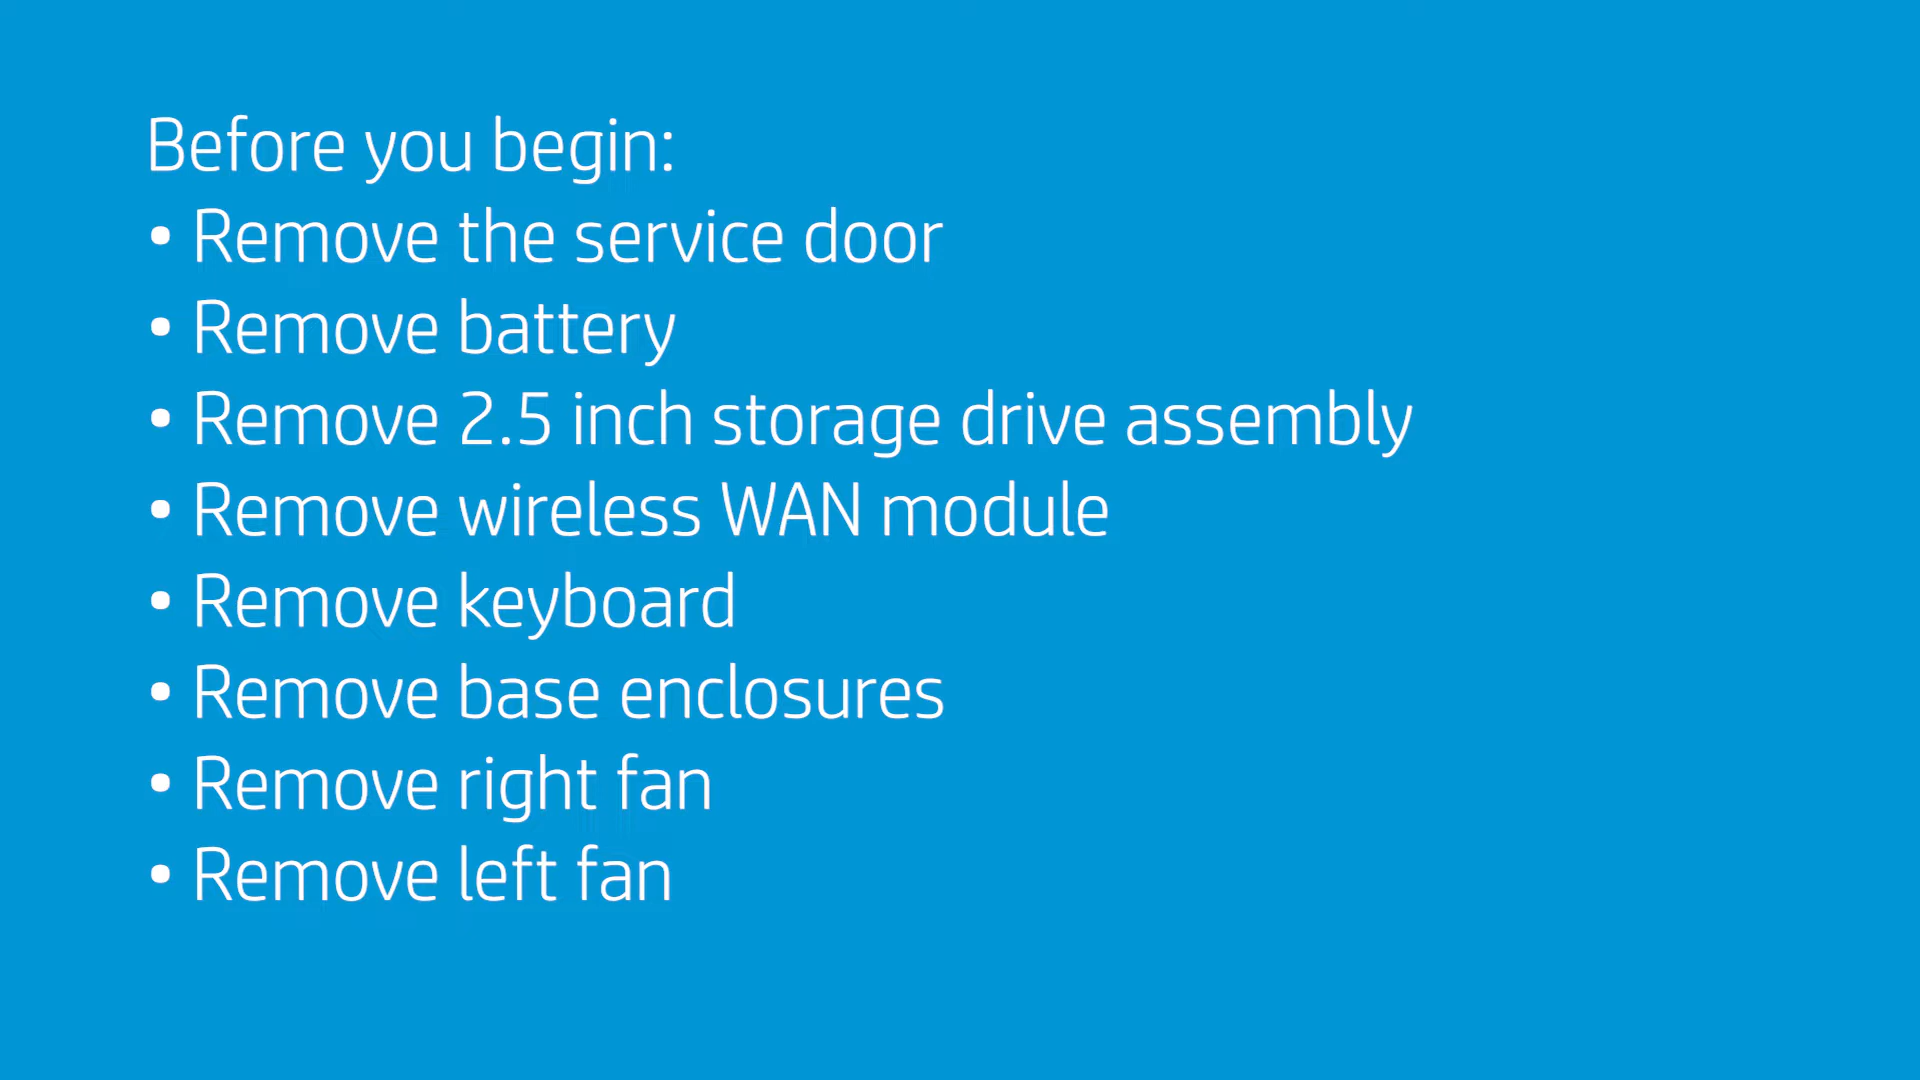 Before you begin:
• Remove the service door
• Remove battery
• Remove 2.5 inch storage drive assembly
• Remove wireless WAN module
• Remove keyboard
• Remove base enclosures
• Remove right fan
• Remove left fan